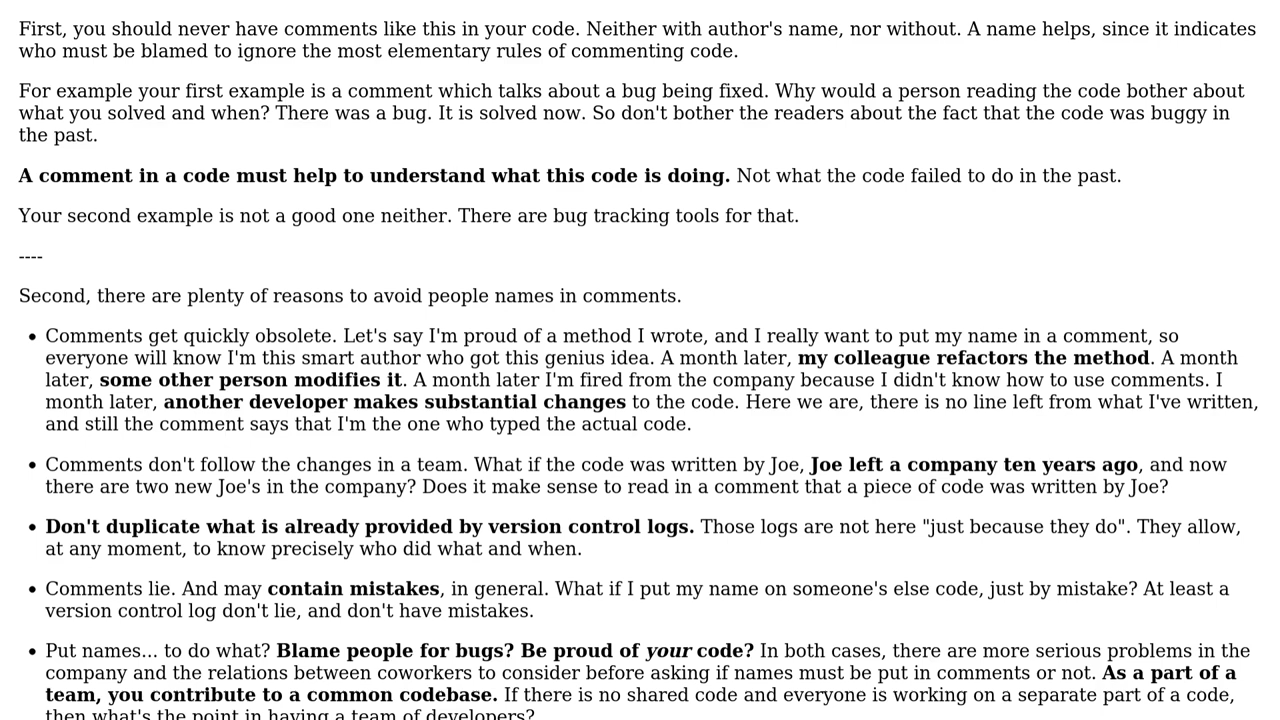 First, you should never have comments like this in your code. Neither with author's name, nor without. A name helps, since it indicates
who must be blamed to ignore the most elementary rules of commenting code.
For example your first example is a comment which talks about a bug being fixed. Why would a person reading the code bother about
what you solved and when? There was a bug. It is solved now. So don't bother the readers about the fact that the code was buggy in
the past.
A comment in a code must help to understand what this code is doing. Not what the code failed to do in the past.
Your second example is not a good one neither. There are bug tracking tools for that.
----
Second, there are plenty of reasons to avoid people names in comments.
• Comments get quickly obsolete. Let's say I'm proud of a method I wrote, and I really want to put my name in a comment, so
everyone will know I'm this smart author who got this genius idea. A month later, my colleague refactors the method. A month
later, some other person modifies it. A month later I'm fired from the company because I didn't know how to use comments. I
month later, another developer makes substantial changes to the code. Here we are, there is no line left from what I've written,
and still the comment says that I'm the one who typed the actual code.
• Comments don't follow the changes in a team. What if the code was written by Joe, Joe left a company ten years ago, and now
there are two new Joe's in the company? Does it make sense to read in a comment that a piece of code was written by Joe?
• Don't duplicate what is already provided by version control logs. Those logs are not here "just because they do". They allow,
at any moment, to know precisely who did what and when.
• Comments lie. And may contain mistakes, in general. What if I put my name on someone's else code, just by mistake? At least a
version control log don't lie, and don't have mistakes.
• Put names... to do what? Blame people for bugs? Be proud of your code? In both cases, there are more serious problems in the
company and the relations between coworkers to consider before asking if names must be put in comments or not. As a part of a
team, you contribute to a common codebase. If there is no shared code and everyone is working on a separate part of a code,
then what's the point in having a team of developers?